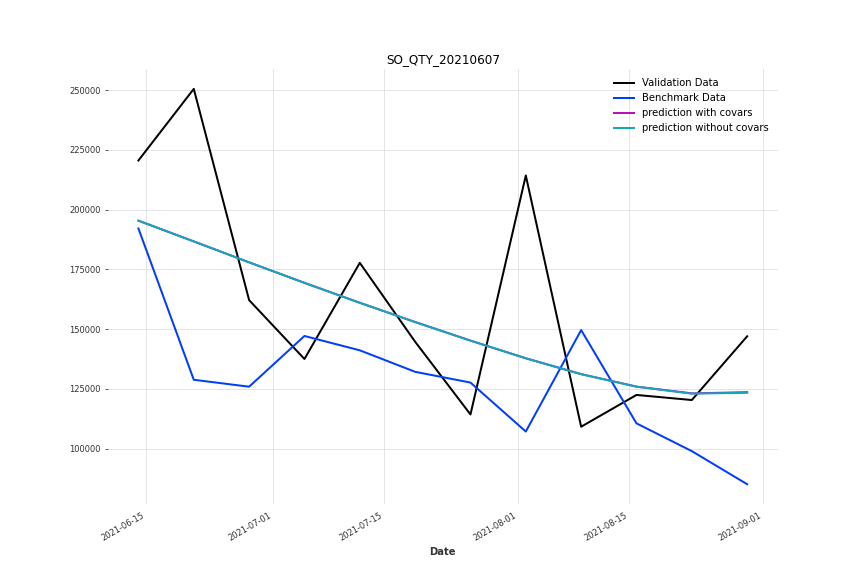 SO_QTY_20210607
Validation Data
Benchmark Data
prediction with covars
prediction without covars
250000
225000
200000
175000
150000
125000
100000
2021-06-15
2021-07-01
2021-07-15
2021-08-01
2021-08-15
2021-09-01
Date